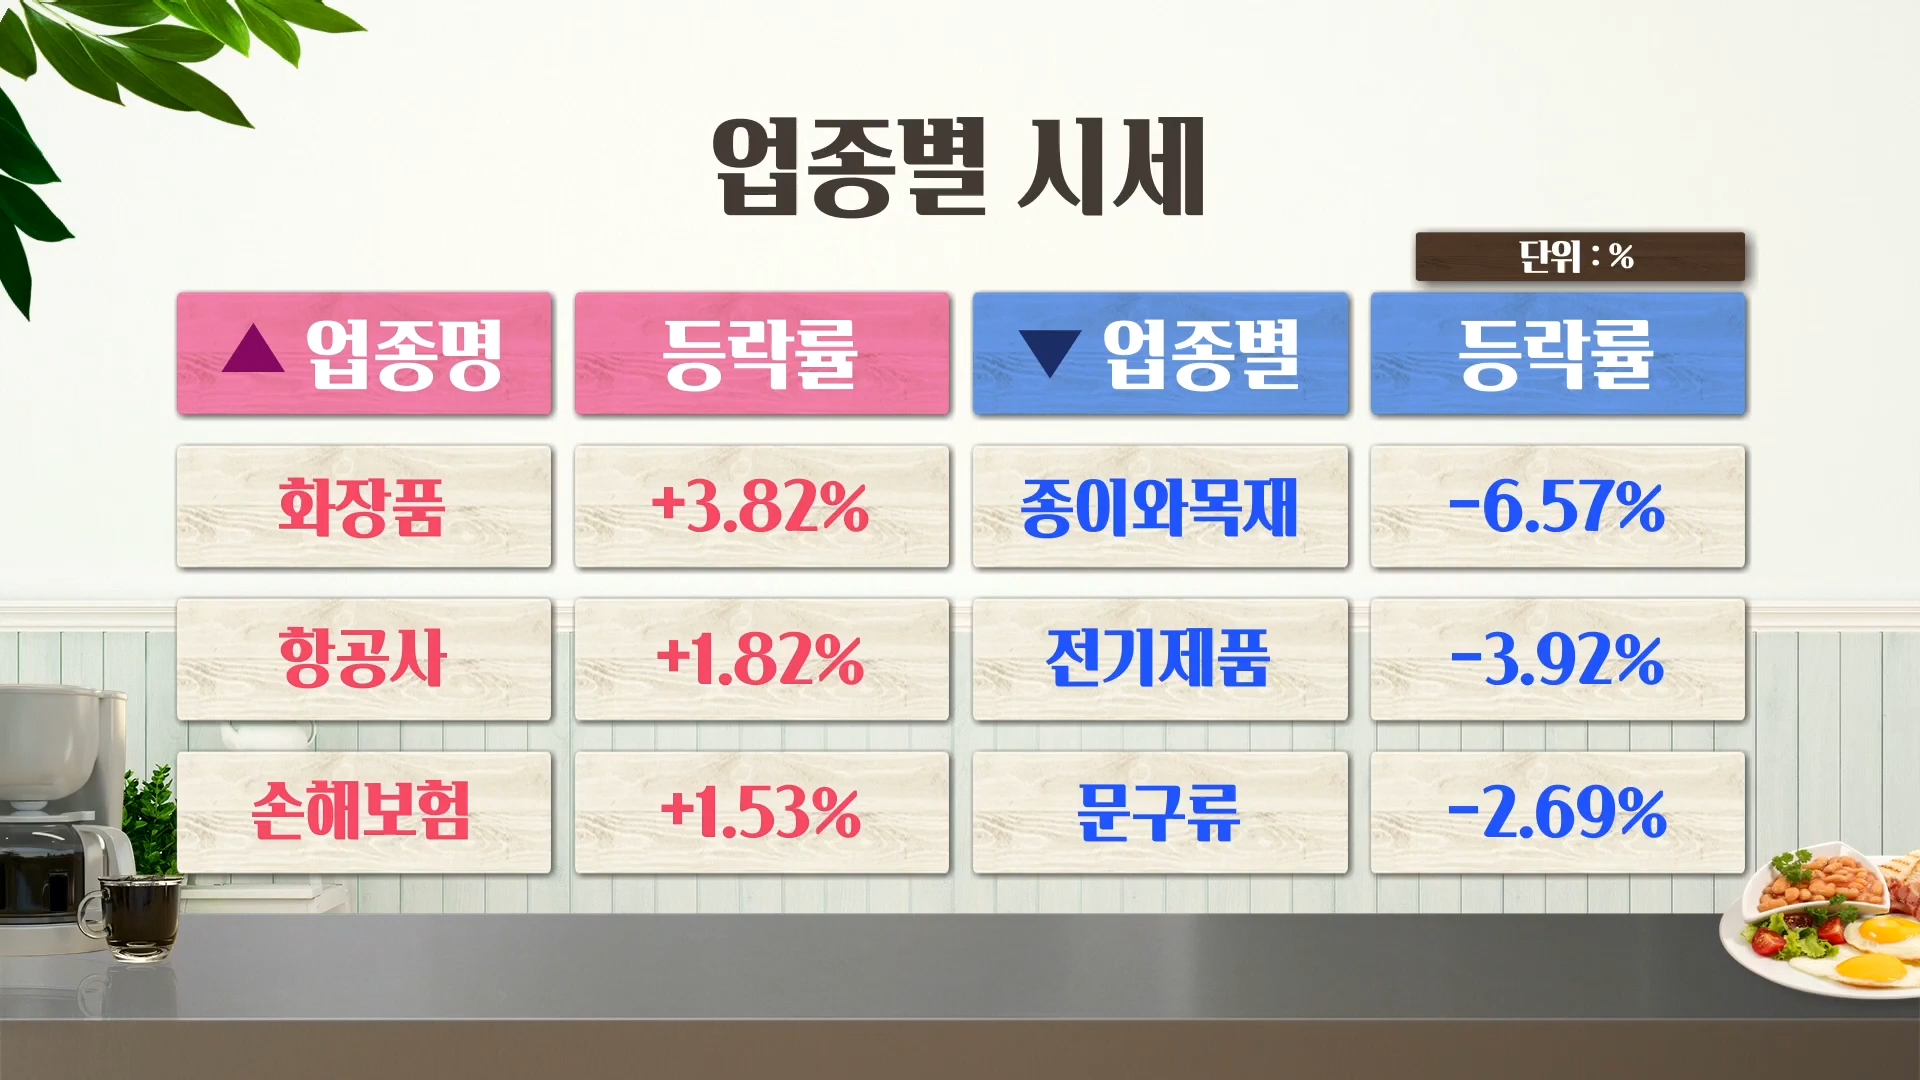 업종별 시세
단위 : %
▲ 업종명 등락률 ▼ 업종별 등락률
화장품 +3.82% 종이와목재 -6.57%
항공사 +1.82% 전기제품 -3.92%
손해보험 +1.53% 문구류 -2.69%